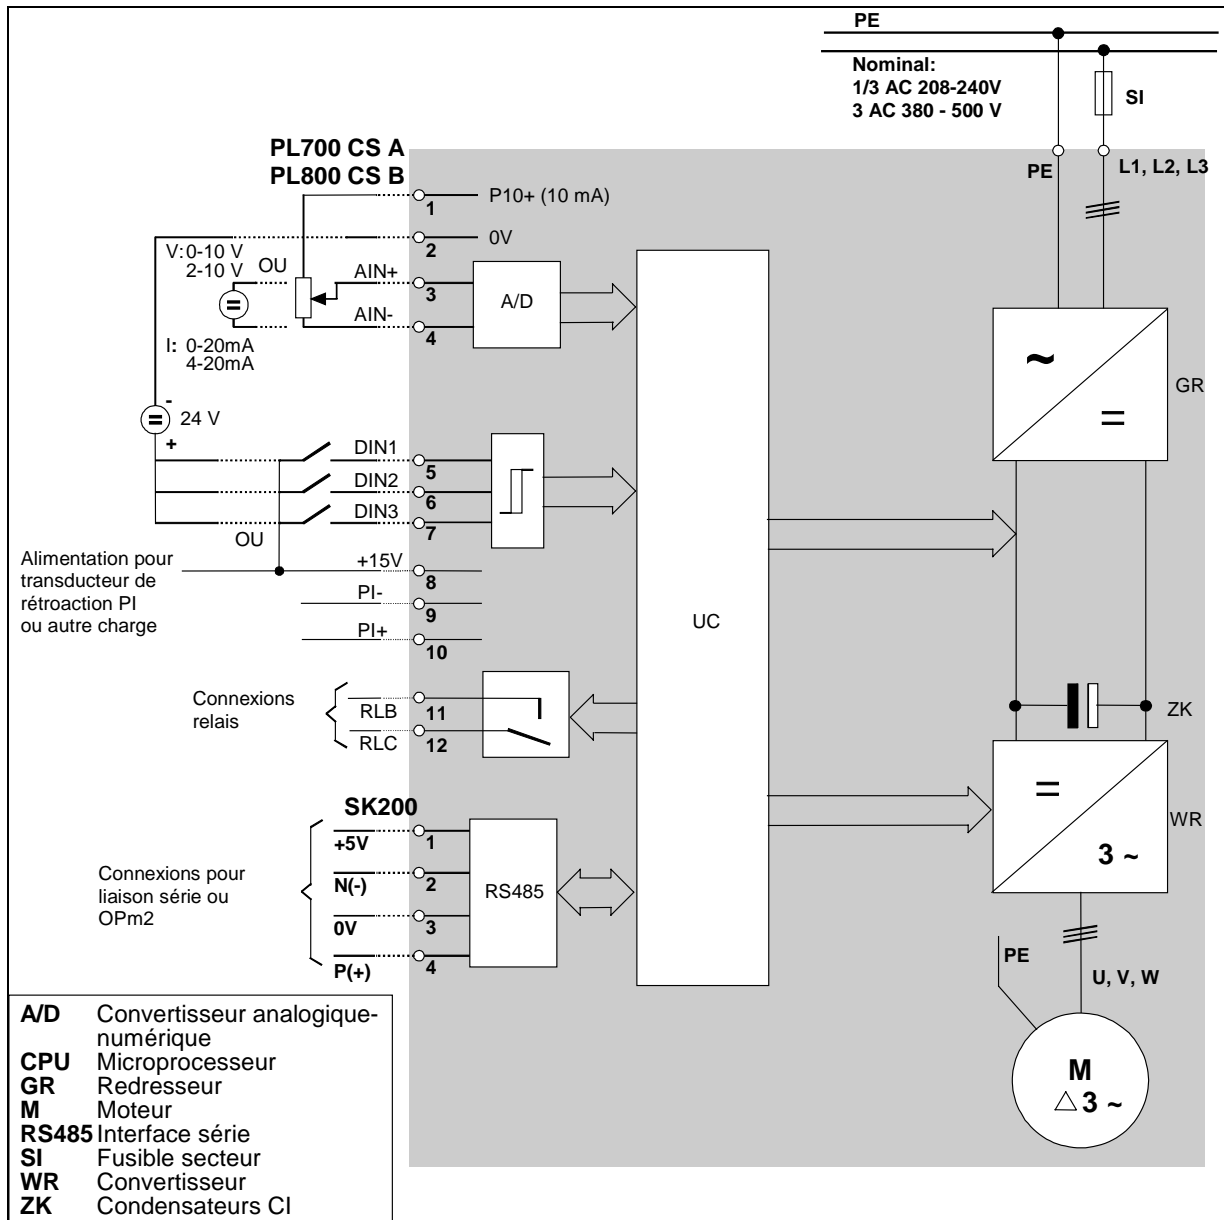 PE
Nominal:
1/3 AC 208-240V
3 AC 380 - 500 V
SI
PL700 CS A
PL800 CS B
PE
L1, L2, L3
1
P10+ (10 mA)
2
0V
V: 0-10 V
2-10 V
OU
AIN+
3
AIN-
4
A/D
I: 0-20mA
4-20mA
~
=
GR
-
= 24 V
+
DIN1
5
DIN2
6
DIN3
7
OU
Alimentation pour
transducteur de
rétroaction PI
ou autre charge
+15V
8
PI-
9
PI+
10
UC
Connexions
relais
RLB
11
RLC
12
ZK
=
3 ~
WR
SK200
+5V
1
N(-)
2
0V
3
P(+)
4
RS485
Connexions pour
liaison série ou
OPm2
PE
U, V, W
M
△ 3 ~
A/D Convertisseur analogique-
numérique
CPU Microprocesseur
GR Redresseur
M Moteur
RS485 Interface série
SI Fusible secteur
WR Convertisseur
ZK Condensateurs CI